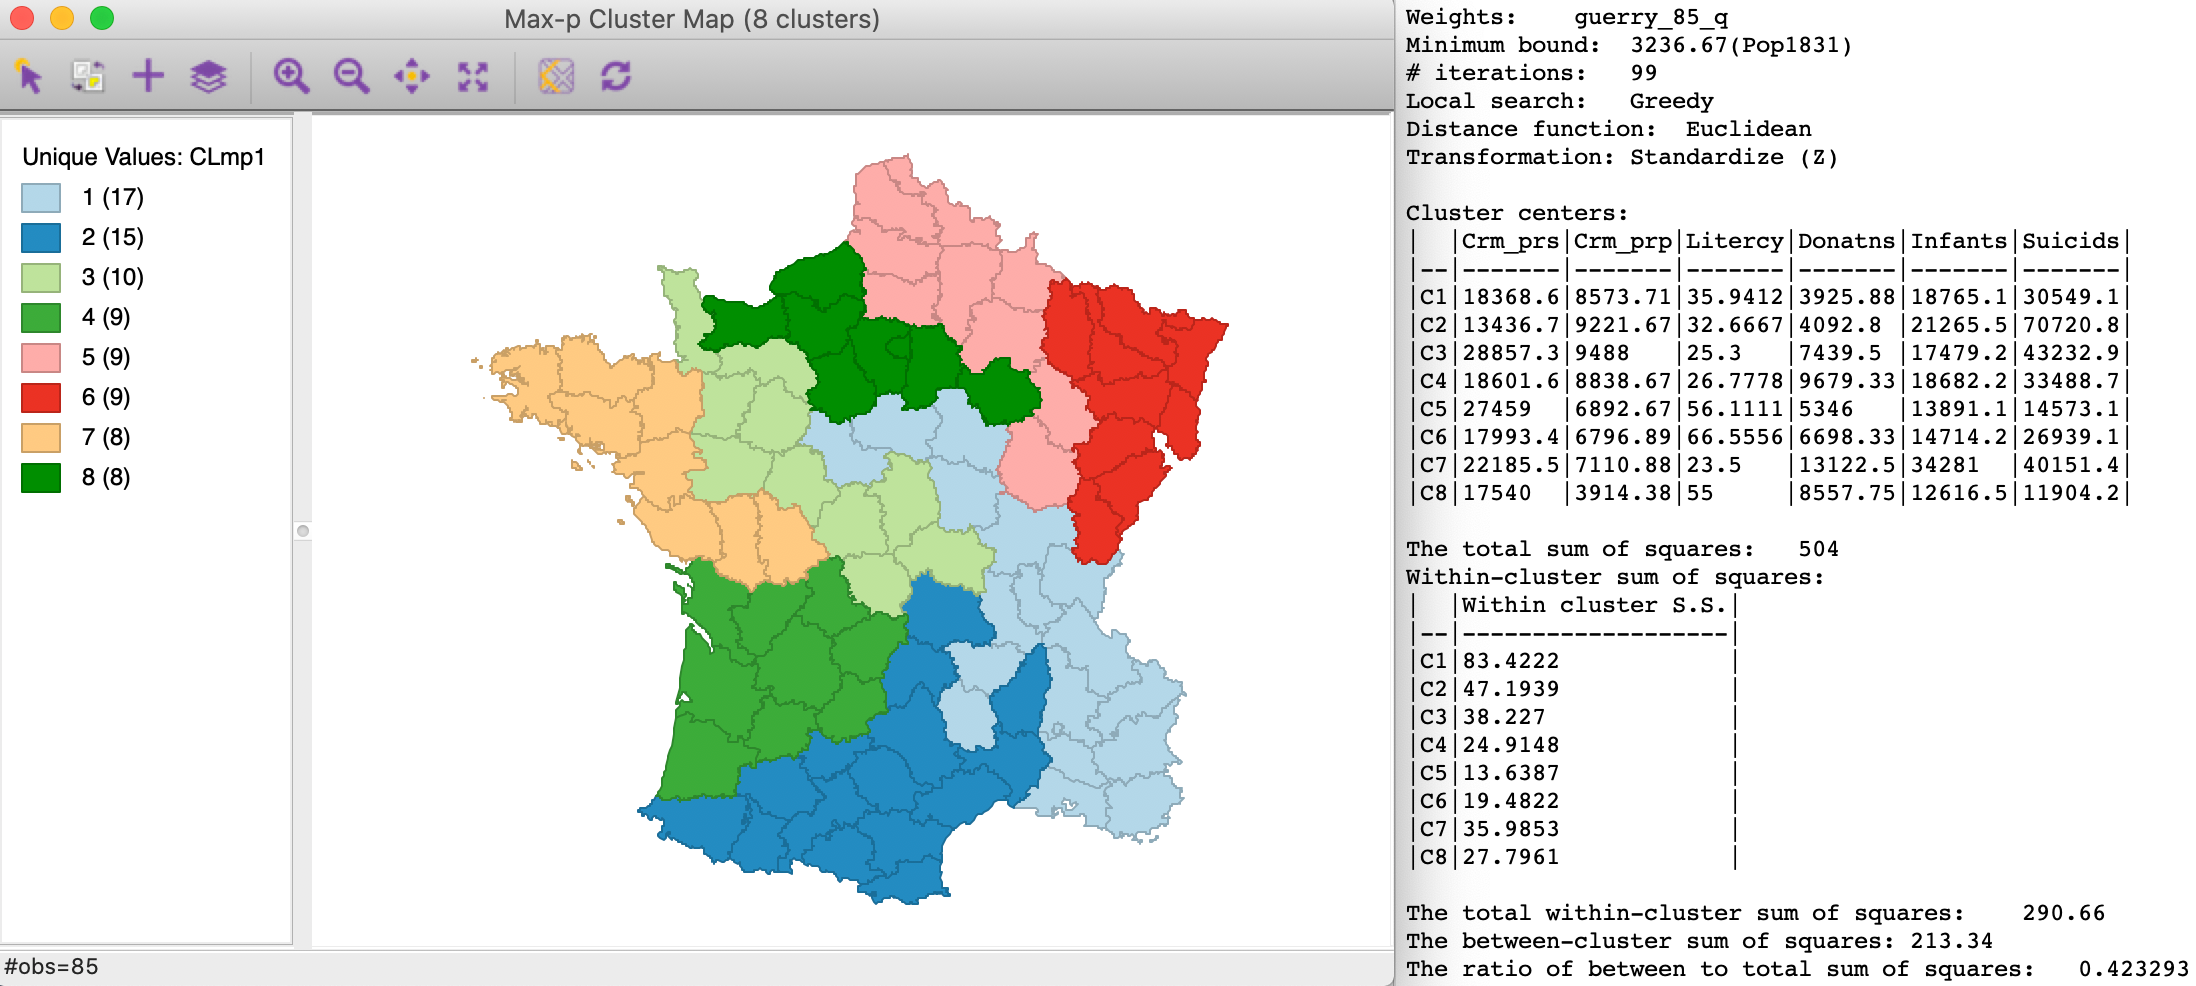 Max-p Cluster Map (8 clusters)
Unique Values: CLmp1
1 (17)
2 (15)
3 (10)
4 (9)
5 (9)
6 (9)
7 (8)
8 (8)
#obs=85
Weights:    guerry_85_q
Minimum bound:  3236.67(Pop1831)
# iterations:   99
Local search:   Greedy
Distance function:  Euclidean
Transformation: Standardize (Z)
Cluster centers:
|  |Crm_prs|Crm_prp|Litercy|Donatns|Infants|Suicids|
|--|-------|-------|-------|-------|-------|-------|
|C1|18368.6|8573.71|35.9412|3925.88|18765.1|30549.1|
|C2|13436.7|9221.67|32.6667|4092.8 |21265.5|70720.8|
|C3|28857.3|9488   |25.3   |7439.5 |17479.2|43232.9|
|C4|18601.6|8838.67|26.7778|9679.33|18682.2|33488.7|
|C5|27459  |6892.67|56.1111|5346   |13891.1|14573.1|
|C6|17993.4|6796.89|66.5556|6698.33|14714.2|26939.1|
|C7|22185.5|7110.88|23.5   |13122.5|34281  |40151.4|
|C8|17540  |3914.38|55     |8557.75|12616.5|11904.2|
The total sum of squares:   504
Within-cluster sum of squares:
|  |Within cluster S.S.|
|--|-------------------|
|C1|83.4222            |
|C2|47.1939            |
|C3|38.227             |
|C4|24.9148            |
|C5|13.6387            |
|C6|19.4822            |
|C7|35.9853            |
|C8|27.7961            |
The total within-cluster sum of squares:    290.66
The between-cluster sum of squares: 213.34
The ratio of between to total sum of squares:   0.423293